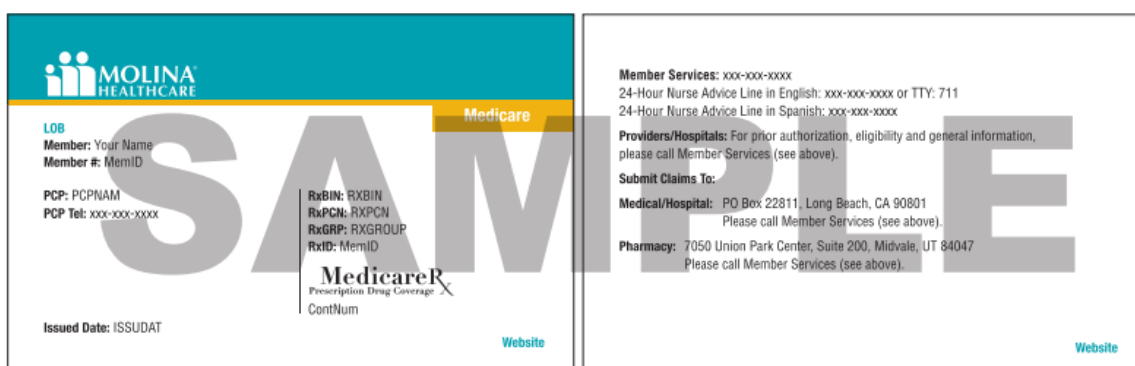 MOLINA®
HEALTHCARE
Medicare
LOB
Member: Your Name
Member #: MemID
PCP: PCPNAM
PCP Tel: xxx-xxx-xxxx
RxBIN: RXBIN
RxPCN: RXPCN
RxGRP: RXGROUP
RxID: MemID
MedicareRx
Prescription Drug Coverage
ContNum
Issued Date: ISSUDAT
Website
Member Services: xxx-xxx-xxxx
24-Hour Nurse Advice Line in English: xxx-xxx-xxxx or TTY: 711
24-Hour Nurse Advice Line in Spanish: xxx-xxx-xxxx
Providers/Hospitals: For prior authorization, eligibility and general information,
please call Member Services (see above).
Submit Claims To:
Medical/Hospital: PO Box 22811, Long Beach, CA 90801
Please call Member Services (see above).
Pharmacy: 7050 Union Park Center, Suite 200, Midvale, UT 84047
Please call Member Services (see above).
Website
SAMPLE